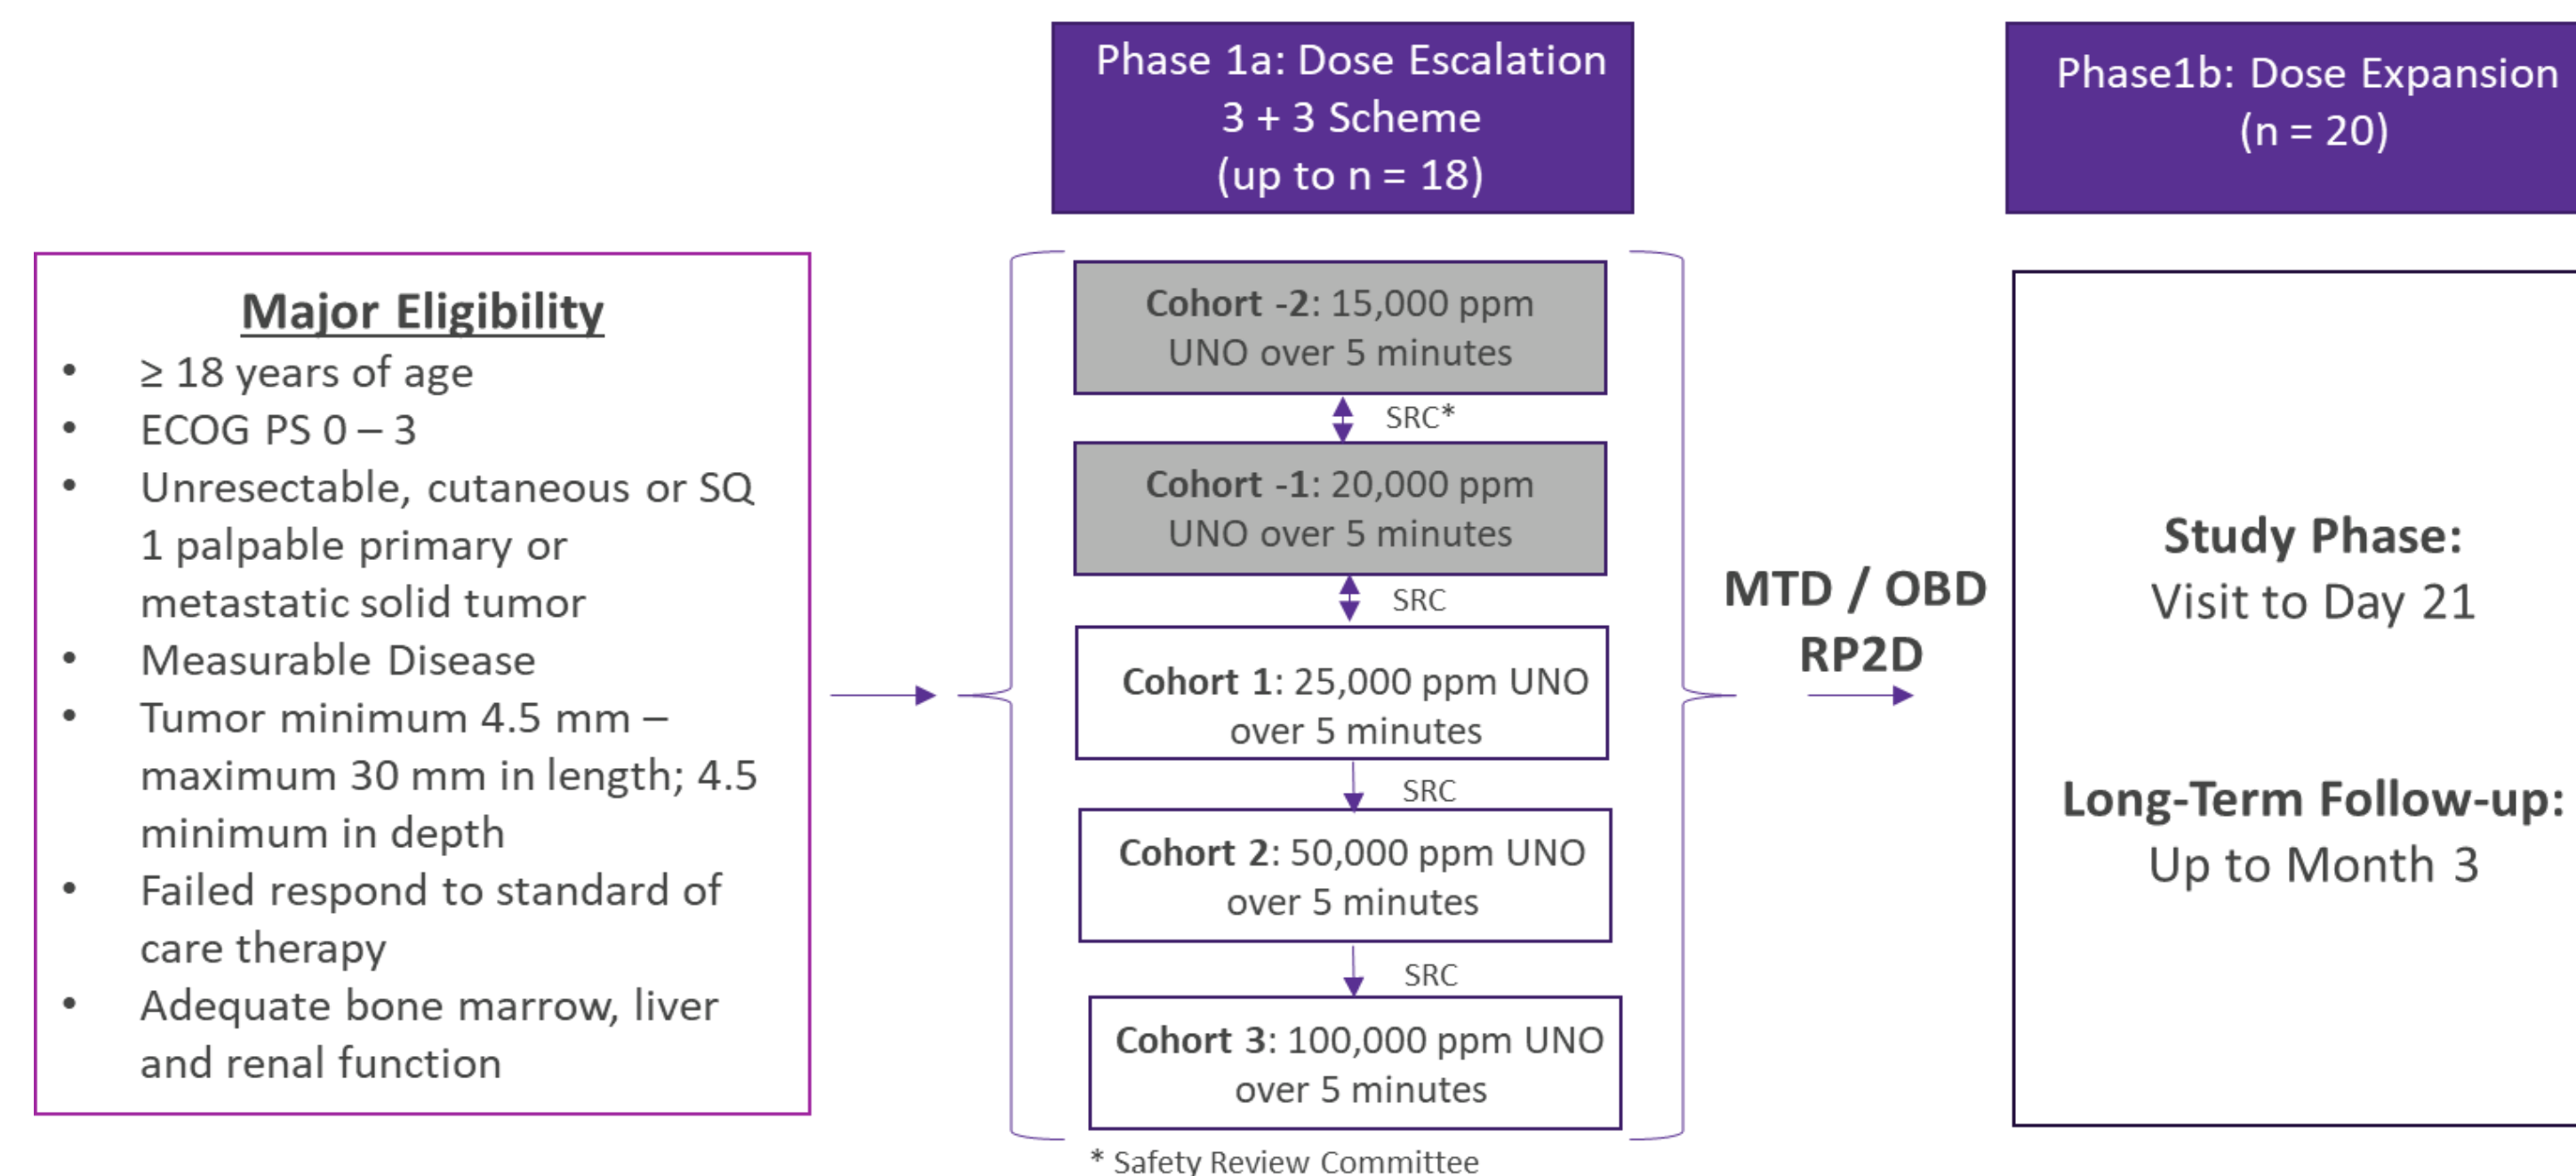 Phase 1a: Dose Escalation
3 + 3 Scheme
(up to n = 18)
Phase1b: Dose Expansion
(n = 20)
Major Eligibility
• ≥ 18 years of age
• ECOG PS 0 – 3
• Unresectable, cutaneous or SQ
1 palpable primary or
metastatic solid tumor
• Measurable Disease
• Tumor minimum 4.5 mm –
maximum 30 mm in length; 4.5
minimum in depth
• Failed respond to standard of
care therapy
• Adequate bone marrow, liver
and renal function
Cohort -2: 15,000 ppm
UNO over 5 minutes
SRC*
Cohort -1: 20,000 ppm
UNO over 5 minutes
SRC
Cohort 1: 25,000 ppm UNO
over 5 minutes
SRC
Cohort 2: 50,000 ppm UNO
over 5 minutes
SRC
Cohort 3: 100,000 ppm UNO
over 5 minutes
* Safety Review Committee
MTD / OBD
RP2D
Study Phase:
Visit to Day 21
Long-Term Follow-up:
Up to Month 3